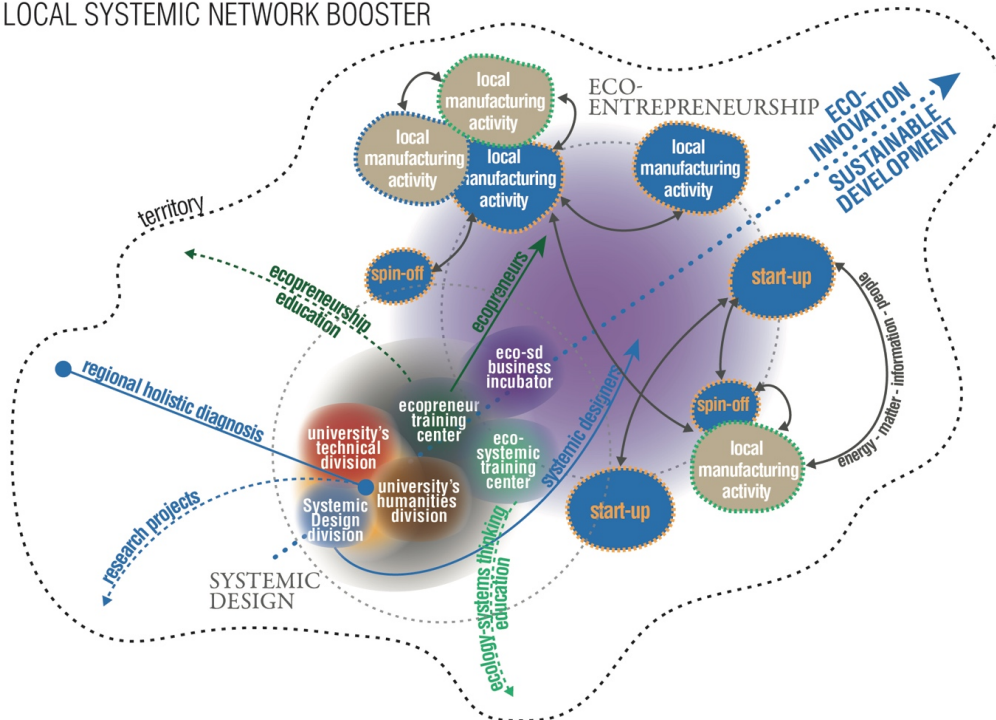 LOCAL SYSTEMIC NETWORK BOOSTER
local
manufacturing
activity
ECO-
ENTREPRENEURSHIP
ECO-
INNOVATION
SUSTAINABLE
DEVELOPMENT
local
manufacturing
activity
local
manufacturing
activity
local
manufacturing
activity
territory
spin-off
start-up
ecopreneurship
education
ecopreneurs
energy - matter - information - people
eco-sd
business
incubator
regional holistic diagnosis
ecopreneur
training
center
systemic designers
spin-off
university's
technical
division
eco-
systemic
training
center
local
manufacturing
activity
university's
humanities
division
Systemic
Design
division
research projects
start-up
SYSTEMIC
DESIGN
ecology-systems thinking
education